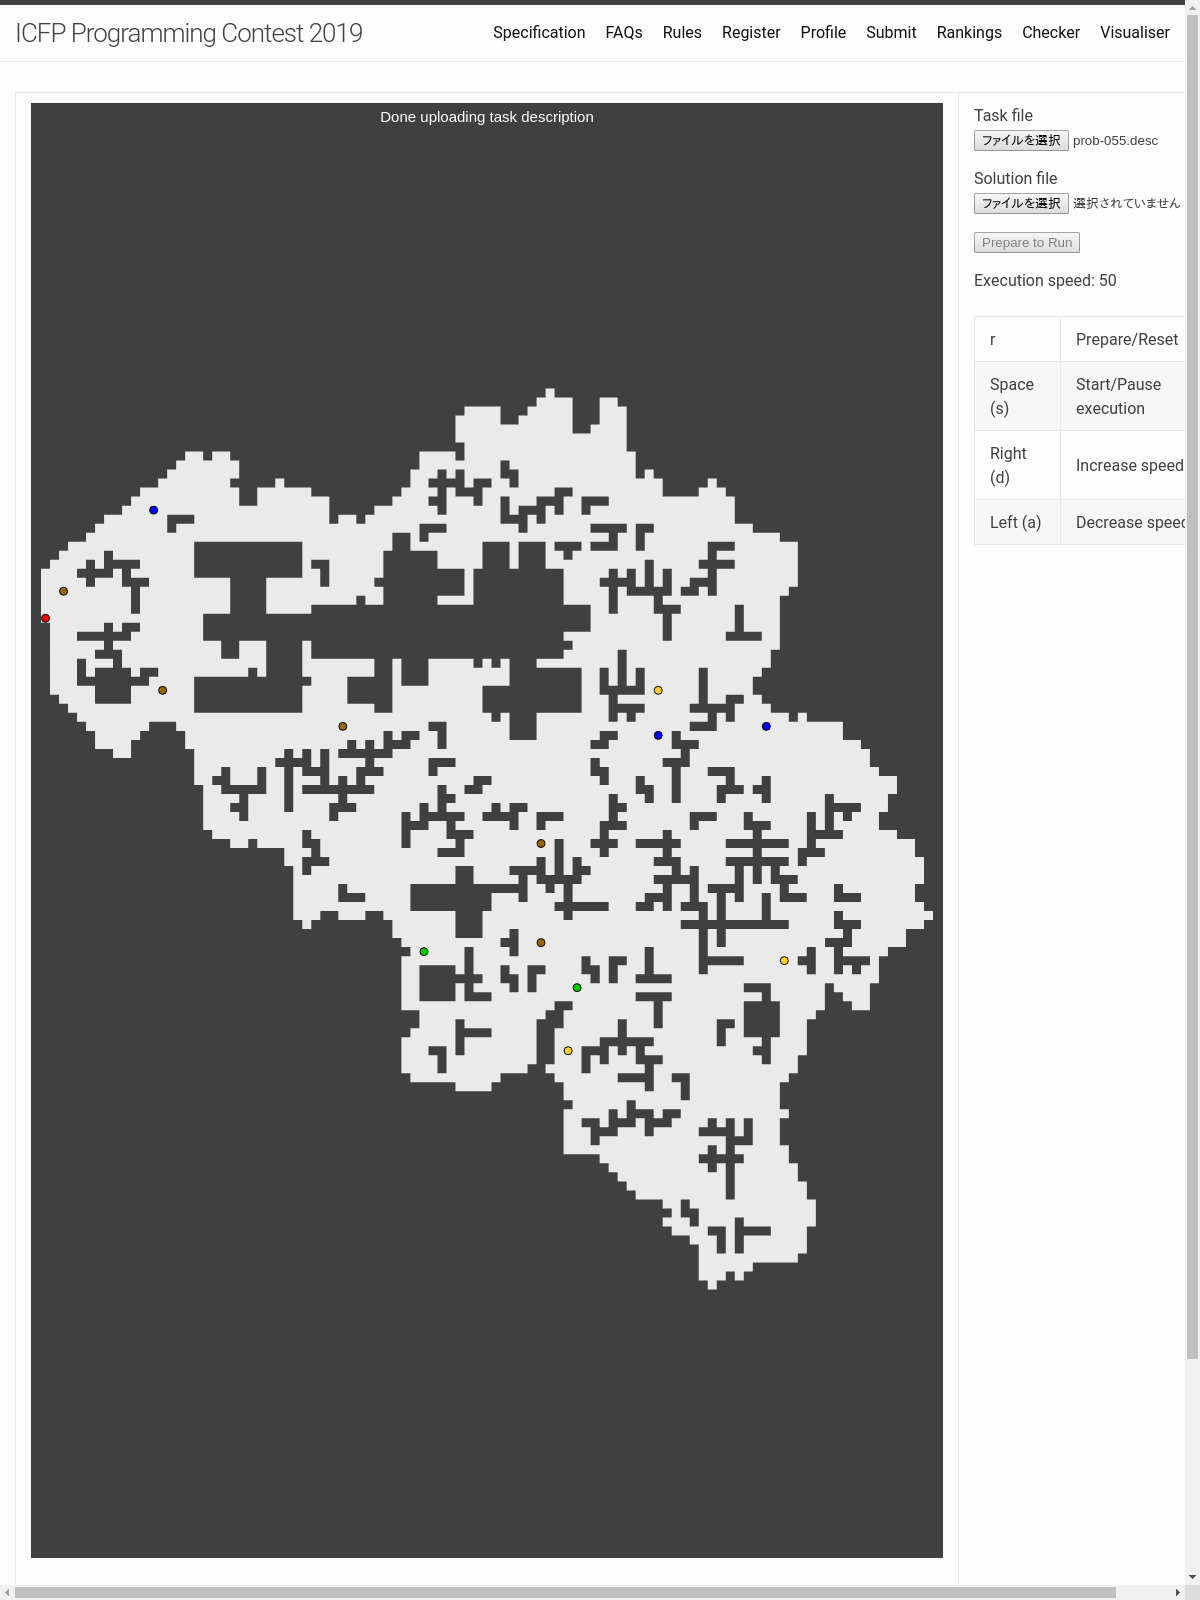 ICFP Programming Contest 2019
Specification FAQs Rules Register Profile Submit Rankings Checker Visualiser
Done uploading task description
Task file
ファイルを選択 prob-055.desc
Solution file
ファイルを選択 選択されていません
Prepare to Run
Execution speed: 50
r Prepare/Reset
Space (s) Start/Pause execution
Right (d) Increase speed
Left (a) Decrease speed